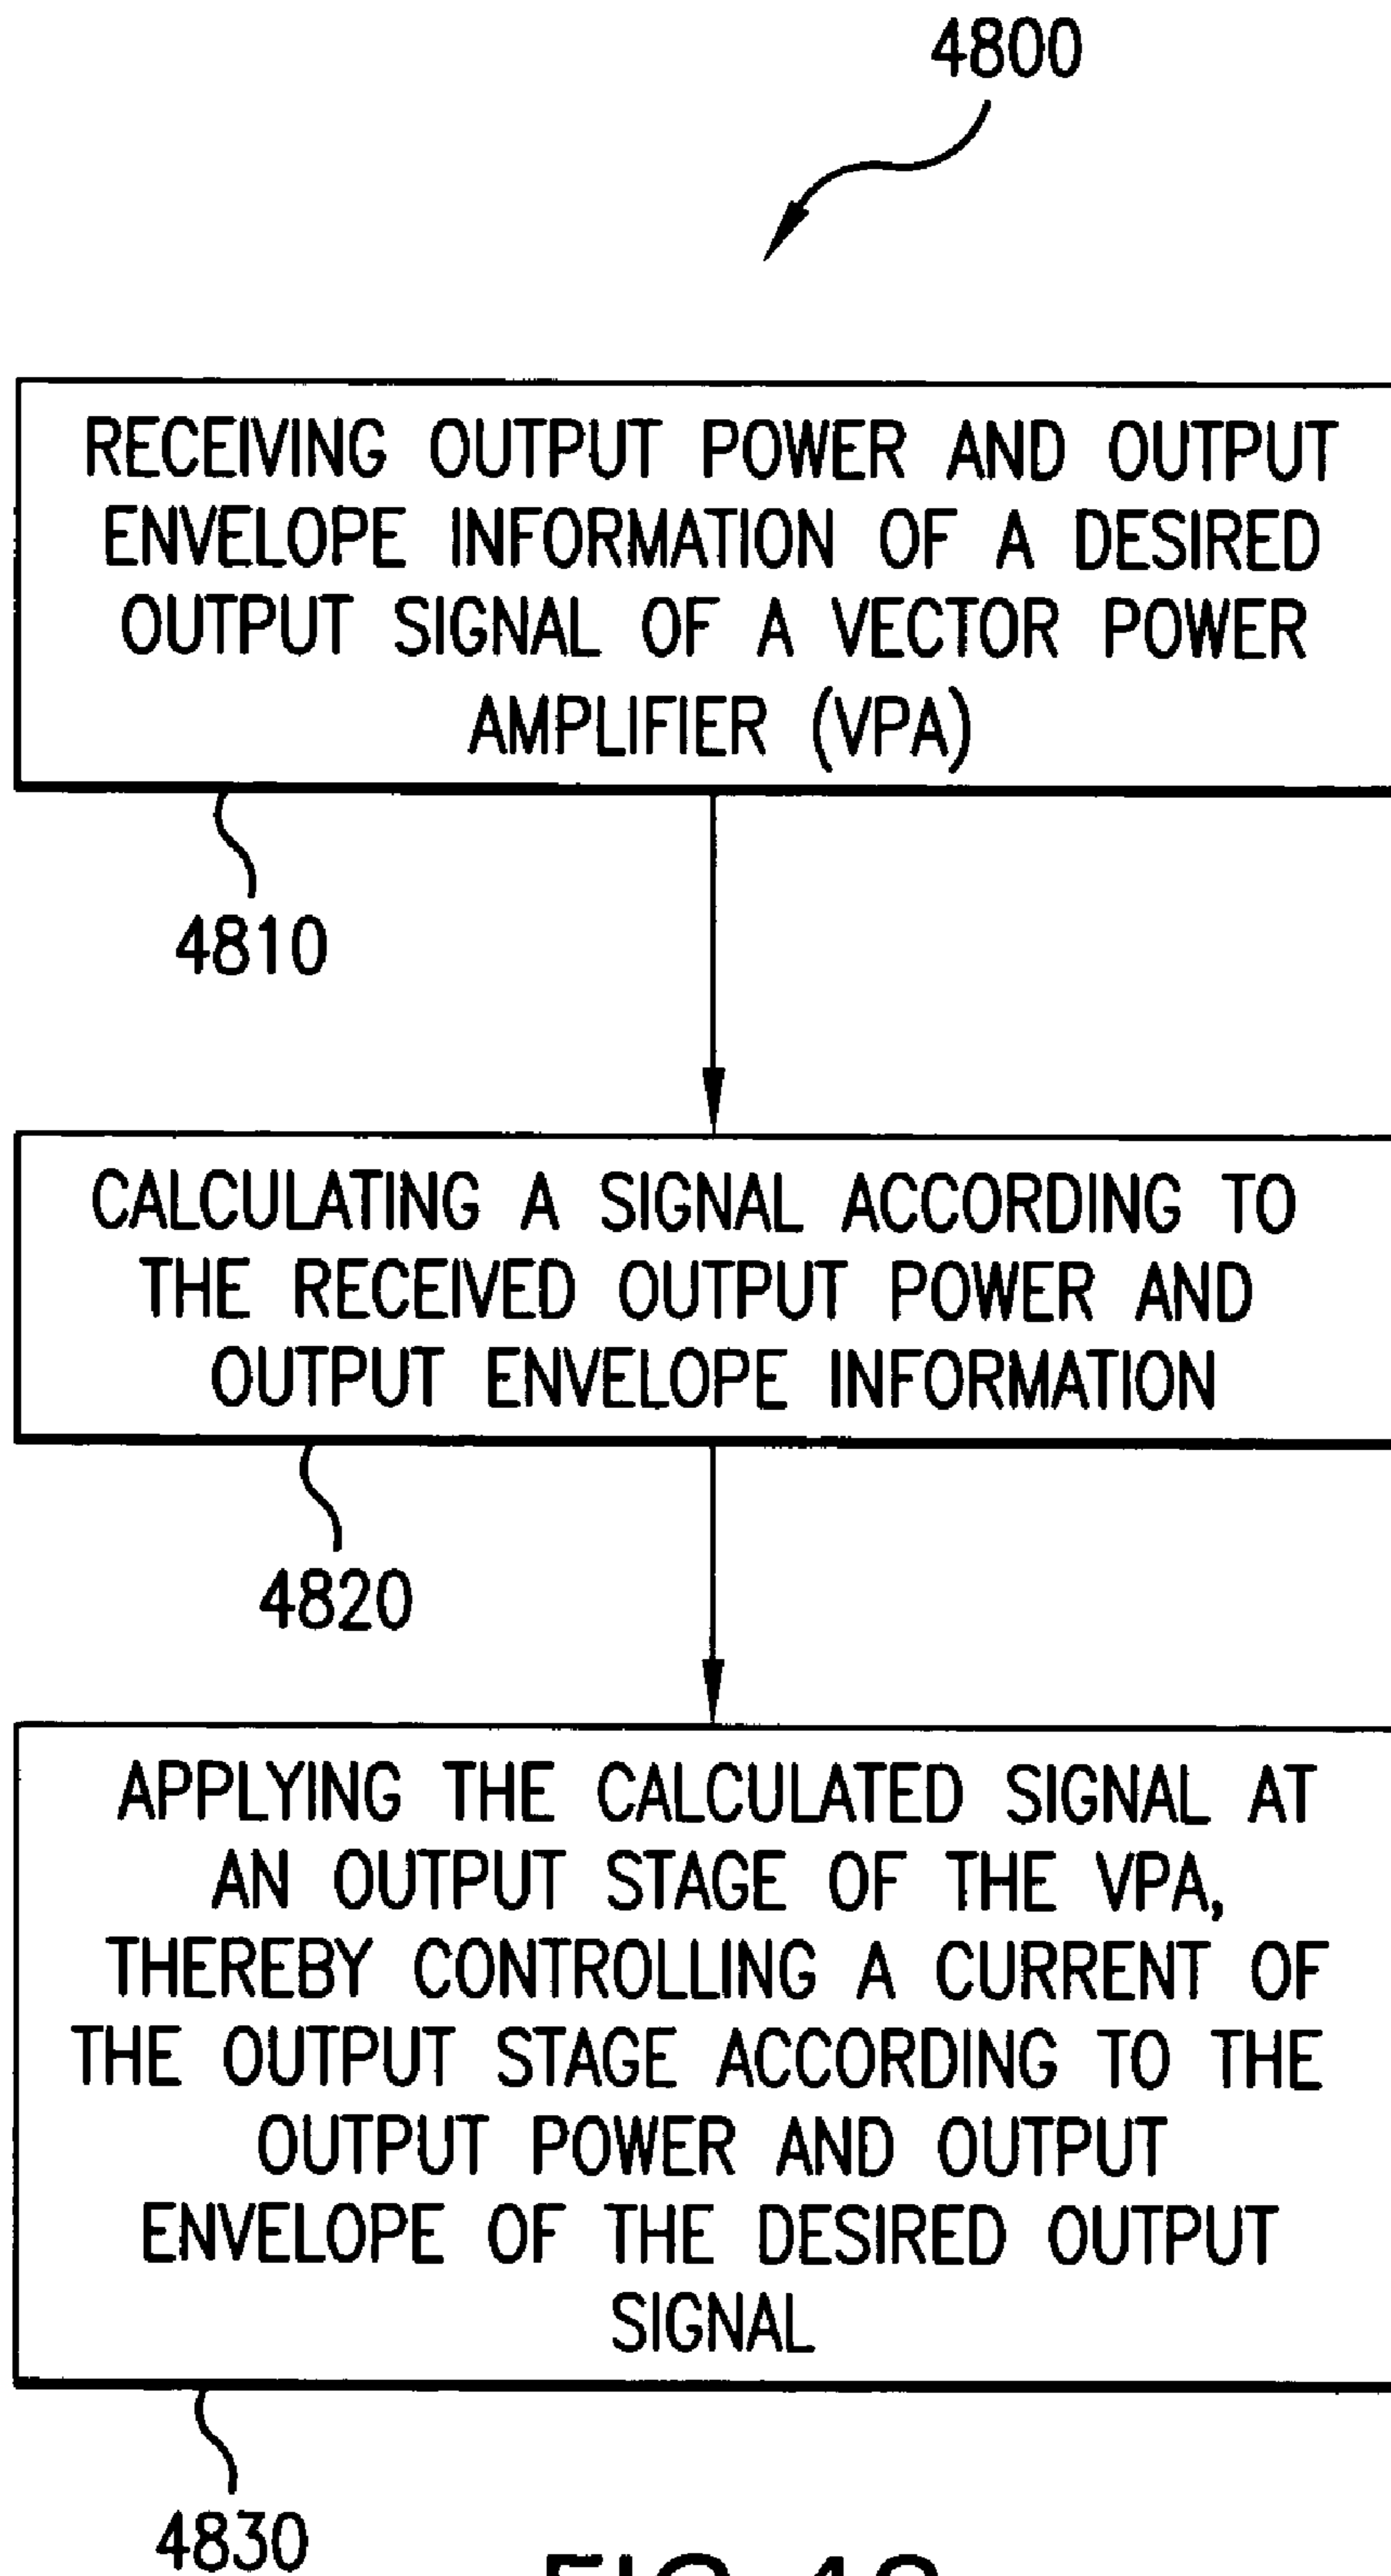 4800
RECEIVING OUTPUT POWER AND OUTPUT
ENVELOPE INFORMATION OF A DESIRED
OUTPUT SIGNAL OF A VECTOR POWER
AMPLIFIER (VPA)
4810
CALCULATING A SIGNAL ACCORDING TO
THE RECEIVED OUTPUT POWER AND
OUTPUT ENVELOPE INFORMATION
4820
APPLYING THE CALCULATED SIGNAL AT
AN OUTPUT STAGE OF THE VPA,
THEREBY CONTROLLING A CURRENT OF
THE OUTPUT STAGE ACCORDING TO THE
OUTPUT POWER AND OUTPUT
ENVELOPE OF THE DESIRED OUTPUT
SIGNAL
4830